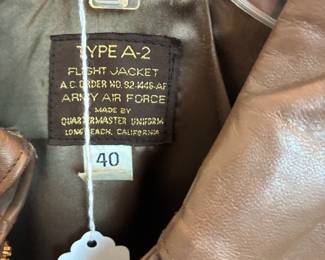 TYPE A-2
FLIGHT JACKET
A.C. ORDER NO. 82-1446-AF
ARMY AIR FORCE
MADE BY
QUARTERMASTER UNIFORM
LONG BEACH, CALIFORNIA
40